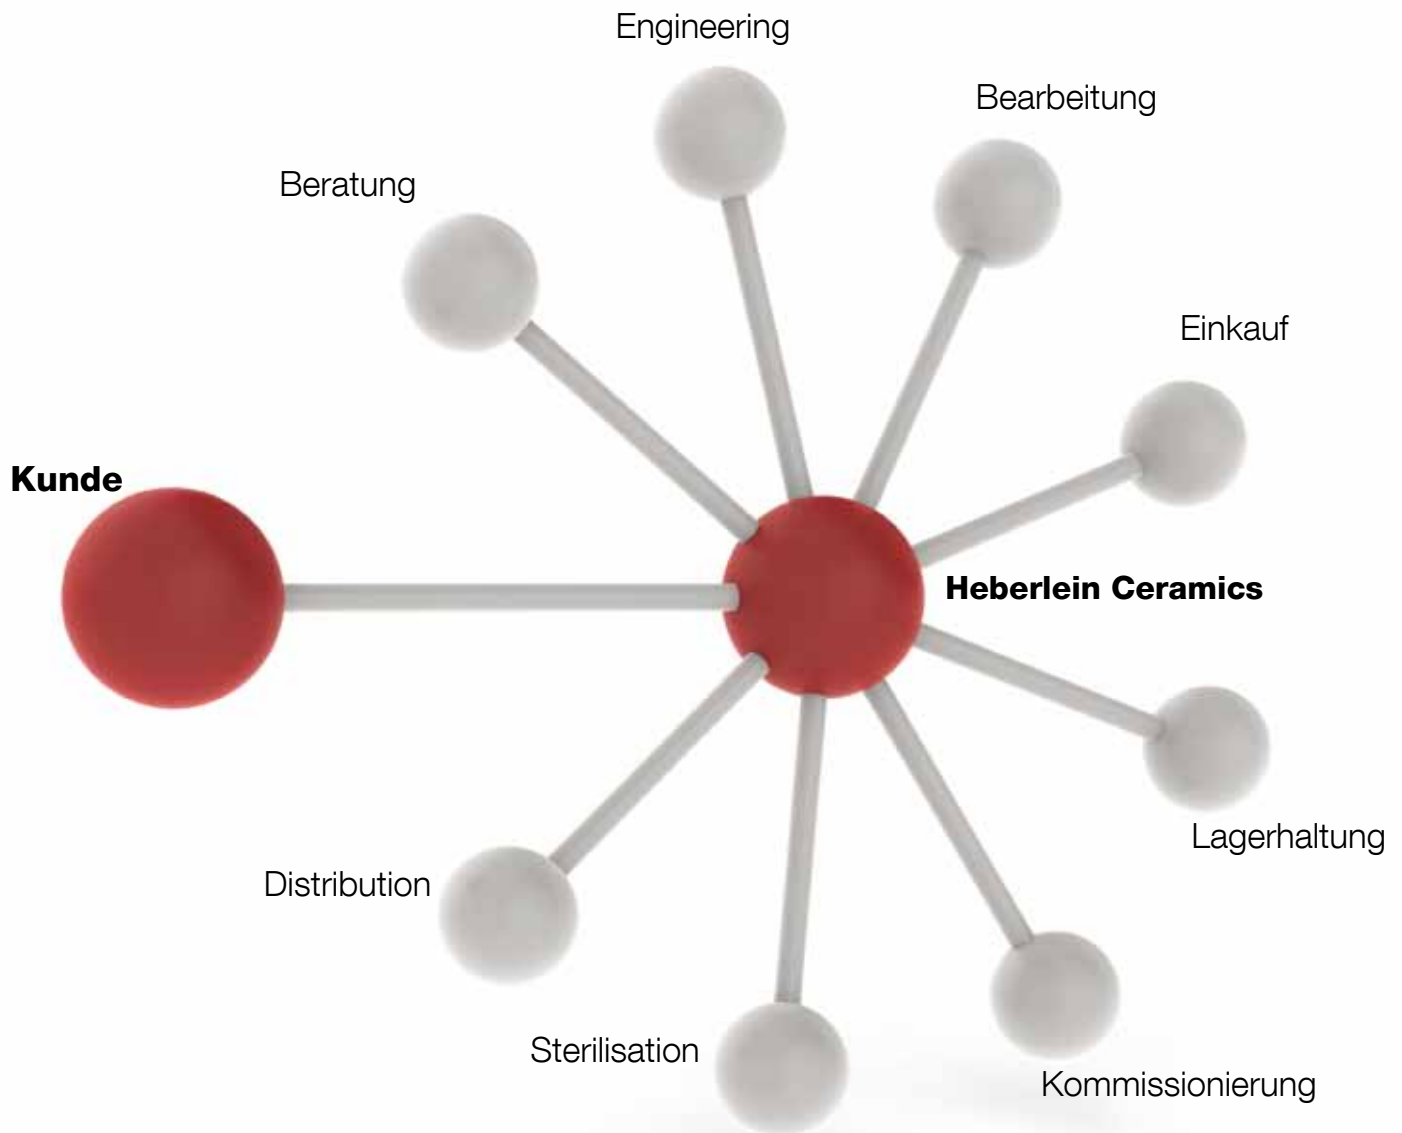 Engineering
Bearbeitung
Beratung
Einkauf
Kunde
Heberlein Ceramics
Lagerhaltung
Distribution
Sterilisation
Kommissionierung